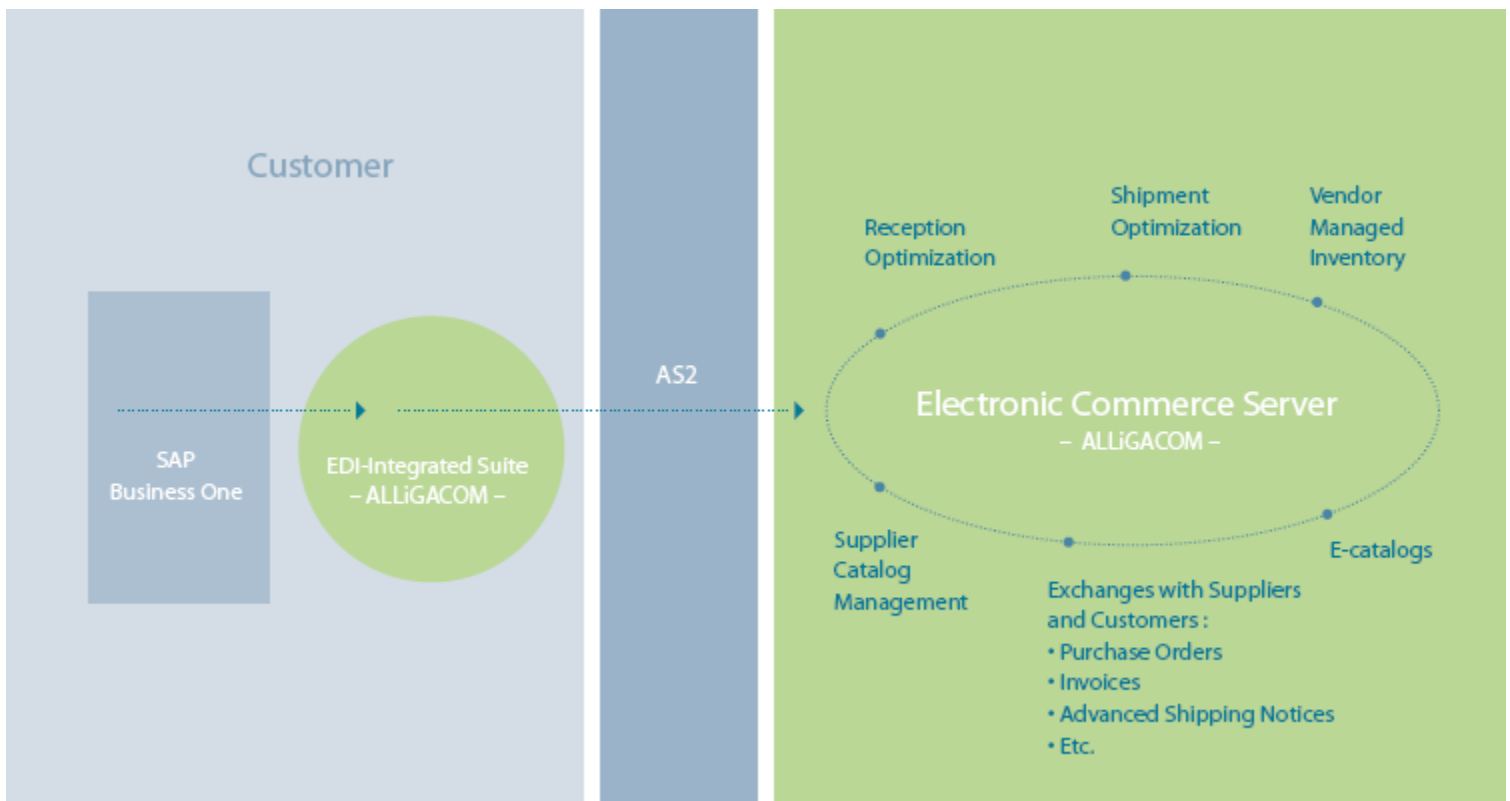 Customer
SAP
Business One
EDI-Integrated Suite
– ALLiGACOM –
AS2
Reception
Optimization
Shipment
Optimization
Vendor
Managed
Inventory
Electronic Commerce Server
– ALLiGACOM –
Supplier
Catalog
Management
Exchanges with Suppliers
and Customers :
• Purchase Orders
• Invoices
• Advanced Shipping Notices
• Etc.
E-catalogs